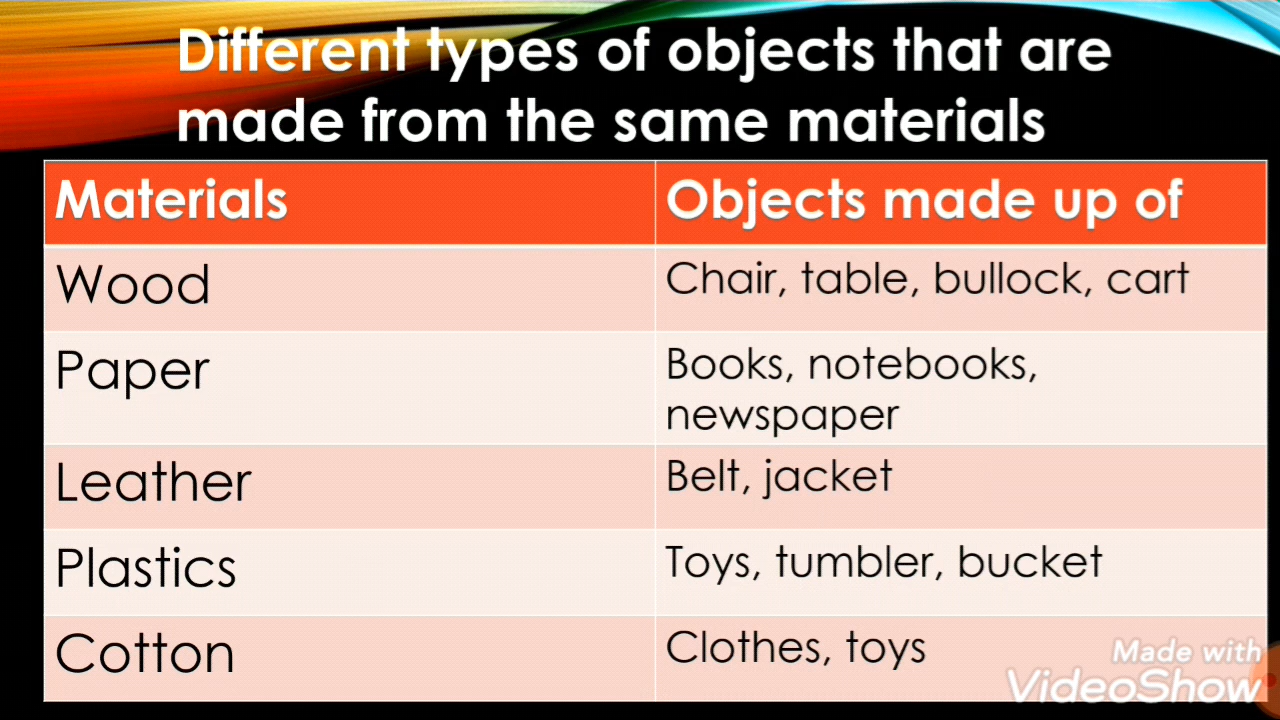 Different types of objects that are
made from the same materials
Materials
Objects made up of
Wood
Chair, table, bullock, cart
Paper
Books, notebooks,
newspaper
Leather
Belt, jacket
Plastics
Toys, tumbler, bucket
Cotton
Clothes, toys
Made with
VideoShow